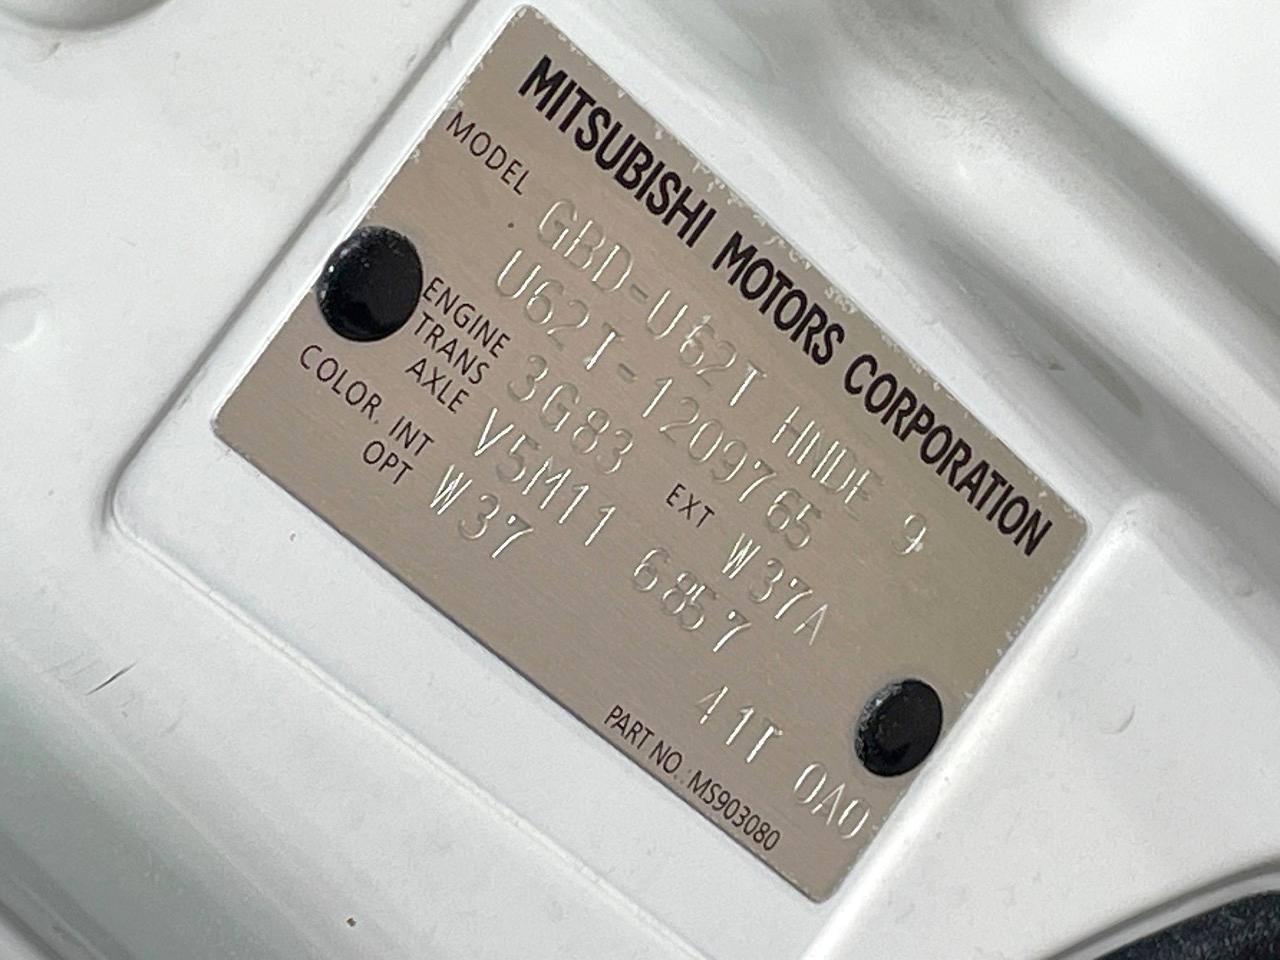 MITSUBISHI MOTORS CORPORATION
MODEL GBD-U62T HNDE 9
U62T-1209765
ENGINE 3G83 EXT W37A
TRANS AXLE V5M11 6857
COLOR, INT OPT W37 41T 0A0
PART NO. MS903080